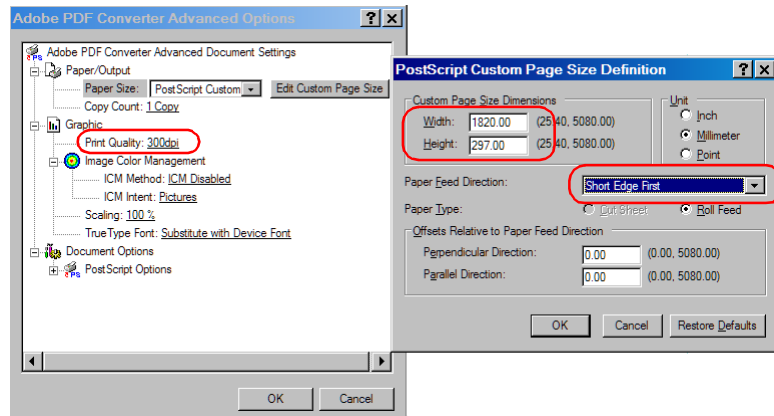 Adobe PDF Converter Advanced Options
Adobe PDF Converter Advanced Document Settings
Paper/Output
Paper Size: PostScript Custom Edit Custom Page Size
Copy Count: 1 Copy
Graphic
Print Quality: 300dpi
Image Color Management
ICM Method: ICM Disabled
ICM Intent: Pictures
Scaling: 100 %
TrueType Font: Substitute with Device Font
Document Options
PostScript Options
OK Cancel
PostScript Custom Page Size Definition
Custom Page Size Dimensions
Width: 1820.00 (25.40, 5080.00)
Height: 297.00 (25.40, 5080.00)
Unit
Inch
Millimeter
Point
Paper Feed Direction: Short Edge First
Paper Type: Cut Sheet Roll Feed
Offsets Relative to Paper Feed Direction
Perpendicular Direction: 0.00 (0.00, 5080.00)
Parallel Direction: 0.00 (0.00, 5080.00)
OK Cancel Restore Defaults